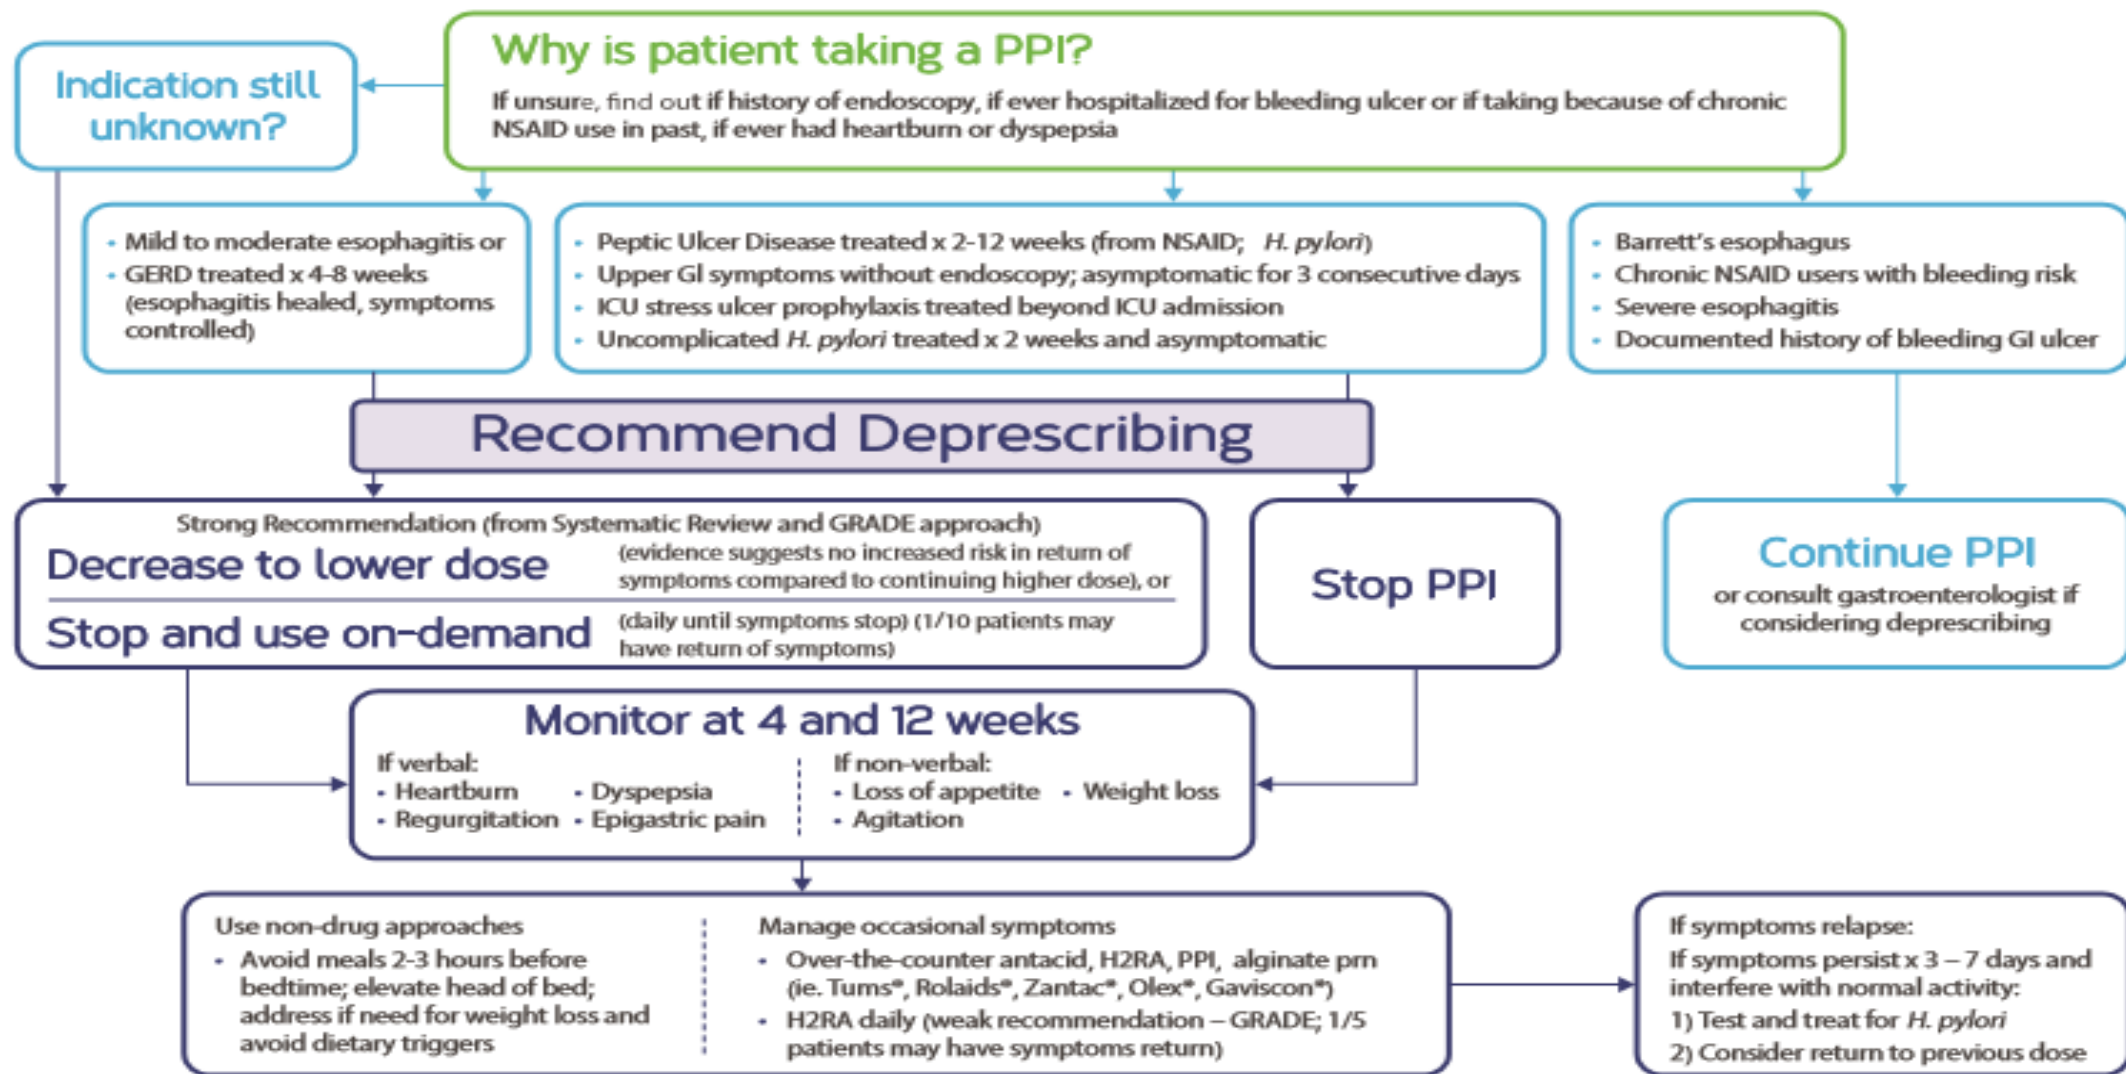 Why is patient taking a PPI?
If unsure, find out if history of endoscopy, if ever hospitalized for bleeding ulcer or if taking because of chronic
NSAID use in past, if ever had heartburn or dyspepsia
Indication still
unknown?
• Mild to moderate esophagitis or
• GERD treated x 4-8 weeks
(esophagitis healed, symptoms
controlled)
• Peptic Ulcer Disease treated x 2-12 weeks (from NSAID; H. pylori)
• Upper GI symptoms without endoscopy; asymptomatic for 3 consecutive days
• ICU stress ulcer prophylaxis treated beyond ICU admission
• Uncomplicated H. pylori treated x 2 weeks and asymptomatic
• Barrett's esophagus
• Chronic NSAID users with bleeding risk
• Severe esophagitis
• Documented history of bleeding GI ulcer
Recommend Deprescribing
Strong Recommendation (from Systematic Review and GRADE approach)
Decrease to lower dose
(evidence suggests no increased risk in return of
symptoms compared to continuing higher dose), or
Stop and use on-demand
(daily until symptoms stop) (1/10 patients may
have return of symptoms)
Stop PPI
Continue PPI
or consult gastroenterologist if
considering deprescribing
Monitor at 4 and 12 weeks
If verbal:
• Heartburn • Dyspepsia
• Regurgitation • Epigastric pain
If non-verbal:
• Loss of appetite • Weight loss
• Agitation
Use non-drug approaches
• Avoid meals 2-3 hours before
bedtime; elevate head of bed;
address if need for weight loss and
avoid dietary triggers
Manage occasional symptoms
• Over-the-counter antacid, H2RA, PPI, alginate prn
(ie. Tums®, Rolaids®, Zantac®, Olex®, Gaviscon®)
• H2RA daily (weak recommendation – GRADE; 1/5
patients may have symptoms return)
If symptoms relapse:
If symptoms persist x 3 – 7 days and
interfere with normal activity:
1) Test and treat for H. pylori
2) Consider return to previous dose